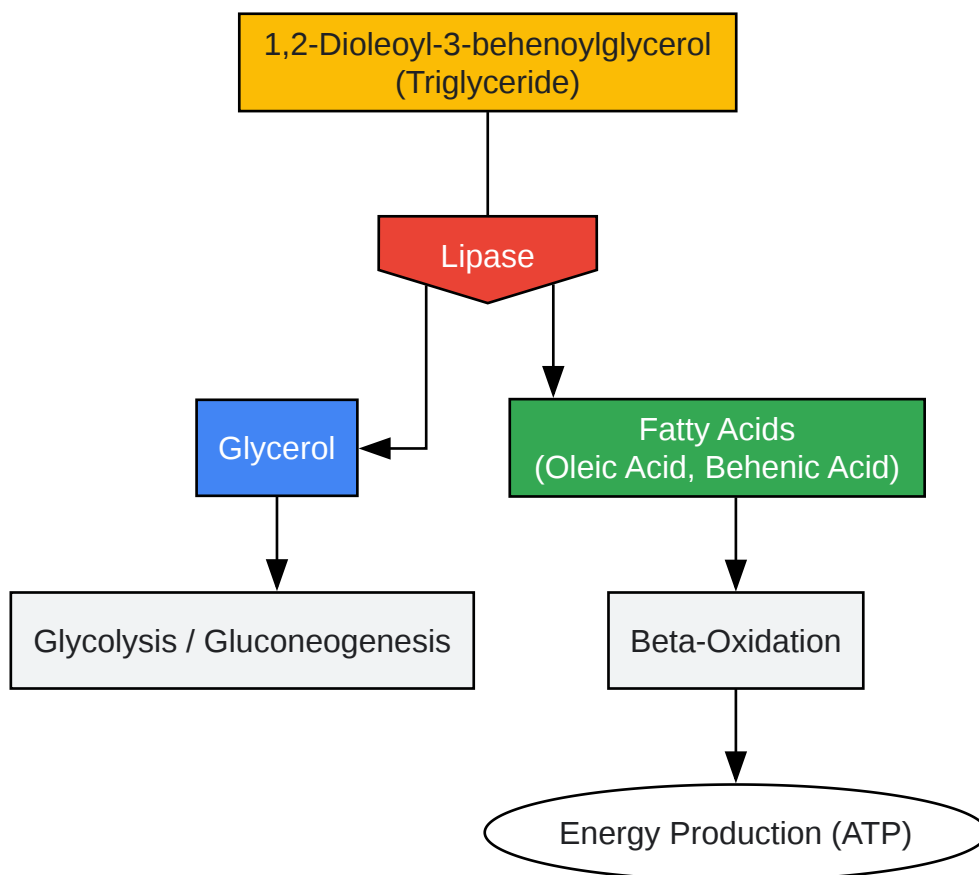 1,2-Dioleoyl-3-behenoylglycerol
(Triglyceride)
Lipase
Glycerol
Fatty Acids
(Oleic Acid, Behenic Acid)
Glycolysis / Gluconeogenesis
Beta-Oxidation
Energy Production (ATP)